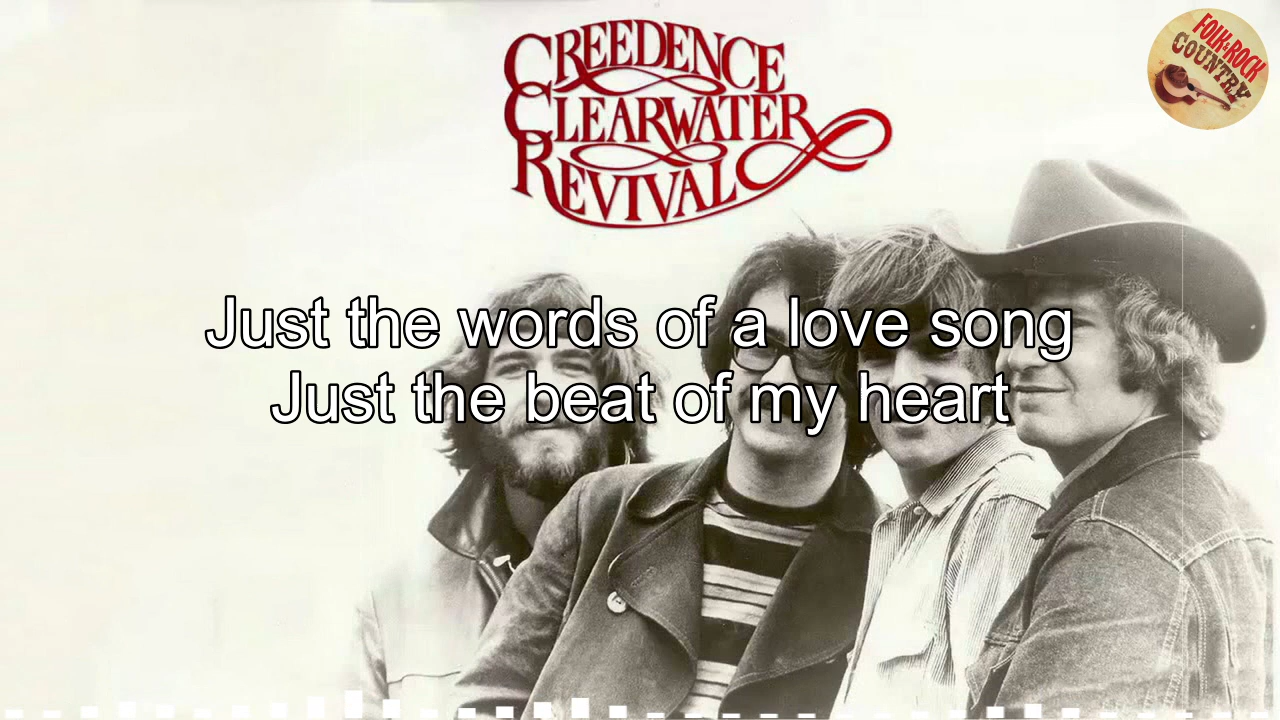 CREEDENCE
CLEARWATER
REVIVAL
FOLK & ROCK
COUNTRY
Just the words of a love song
Just the beat of my heart